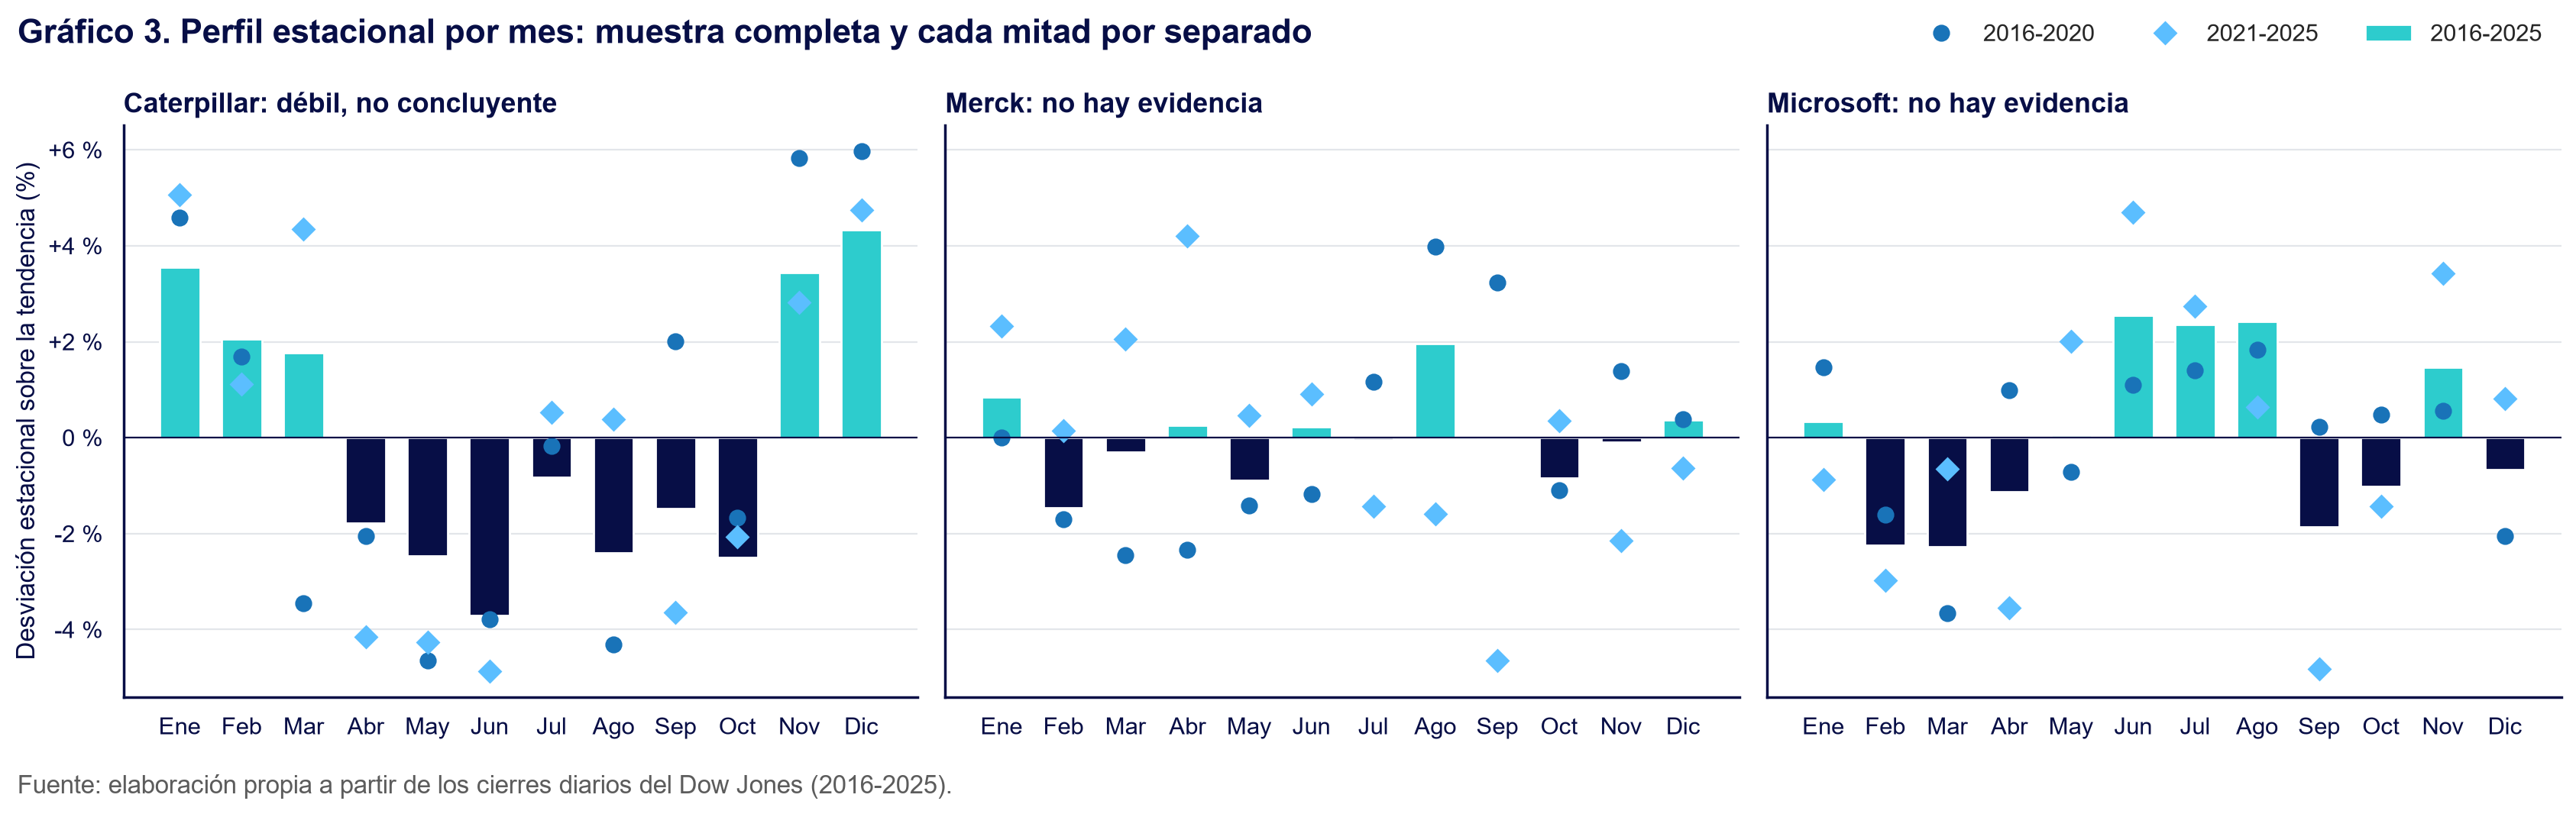 Gráfico 3. Perfil estacional por mes: muestra completa y cada mitad por separado
2016-2020 2021-2025 2016-2025
Caterpillar: débil, no concluyente
Merck: no hay evidencia
Microsoft: no hay evidencia
Desviación estacional sobre la tendencia (%)
+6 %
+4 %
+2 %
0 %
-2 %
-4 %
Ene Feb Mar Abr May Jun Jul Ago Sep Oct Nov Dic
Ene Feb Mar Abr May Jun Jul Ago Sep Oct Nov Dic
Ene Feb Mar Abr May Jun Jul Ago Sep Oct Nov Dic
Fuente: elaboración propia a partir de los cierres diarios del Dow Jones (2016-2025).